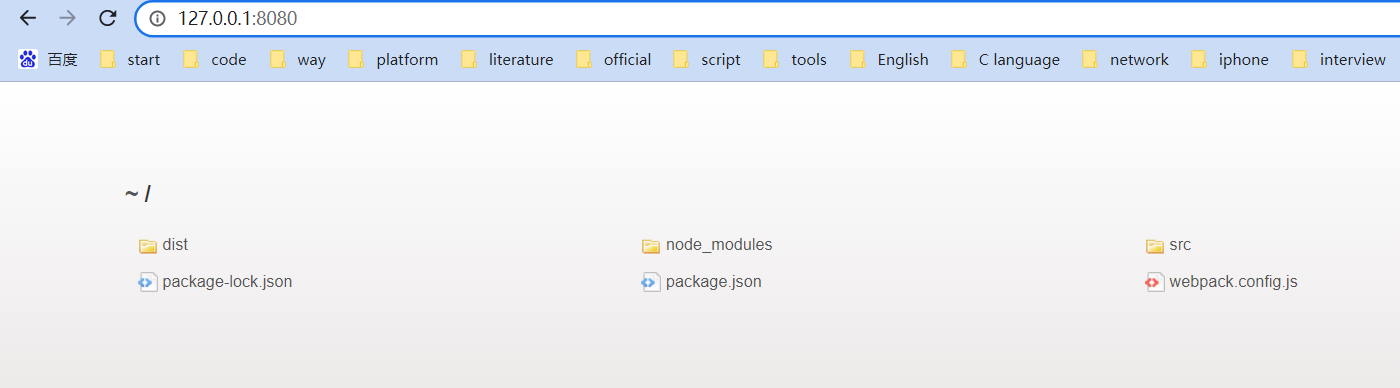 127.0.0.1:8080
百度 start code way platform literature official script tools English C language network iphone interview
~ /
dist node_modules src
package-lock.json package.json webpack.config.js